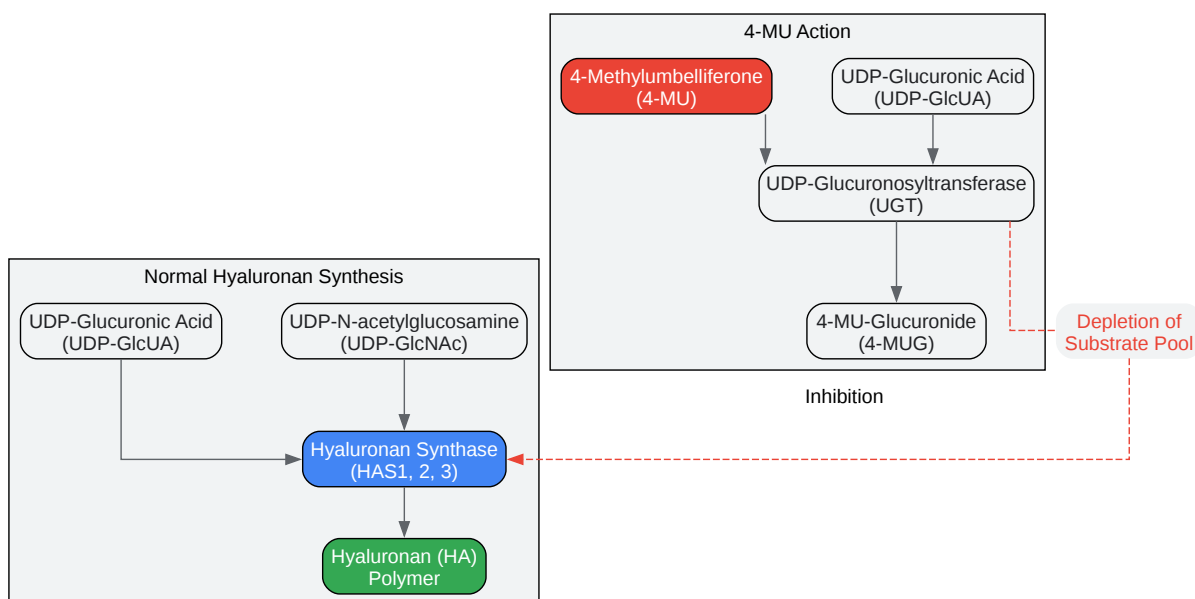 4-MU Action
4-Methylumbelliferone
(4-MU)
UDP-Glucuronic Acid
(UDP-GlcUA)
UDP-Glucuronosyltransferase
(UGT)
4-MU-Glucuronide
(4-MUG)
Depletion of
Substrate Pool
Inhibition
Normal Hyaluronan Synthesis
UDP-Glucuronic Acid
(UDP-GlcUA)
UDP-N-acetylglucosamine
(UDP-GlcNAc)
Hyaluronan Synthase
(HAS1, 2, 3)
Hyaluronan (HA)
Polymer